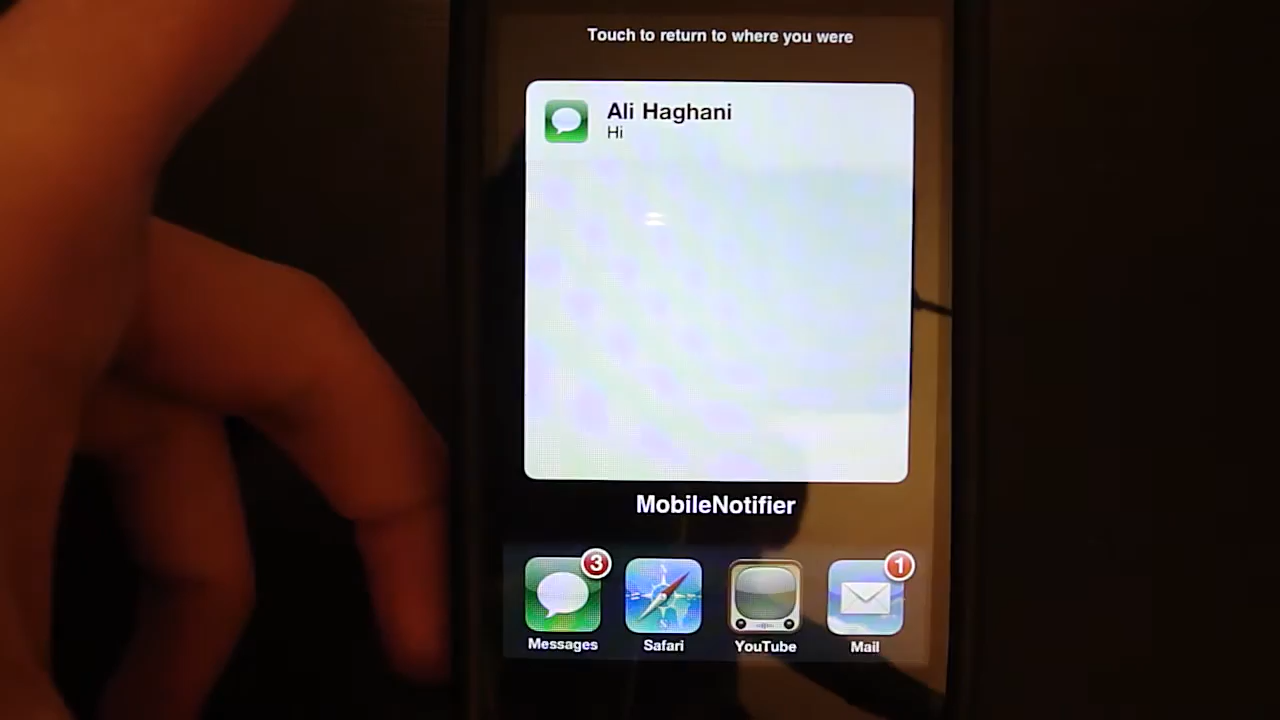 Touch to return to where you were
Ali Haghani
Hi
MobileNotifier
3
1
Messages
Safari
YouTube
Mail